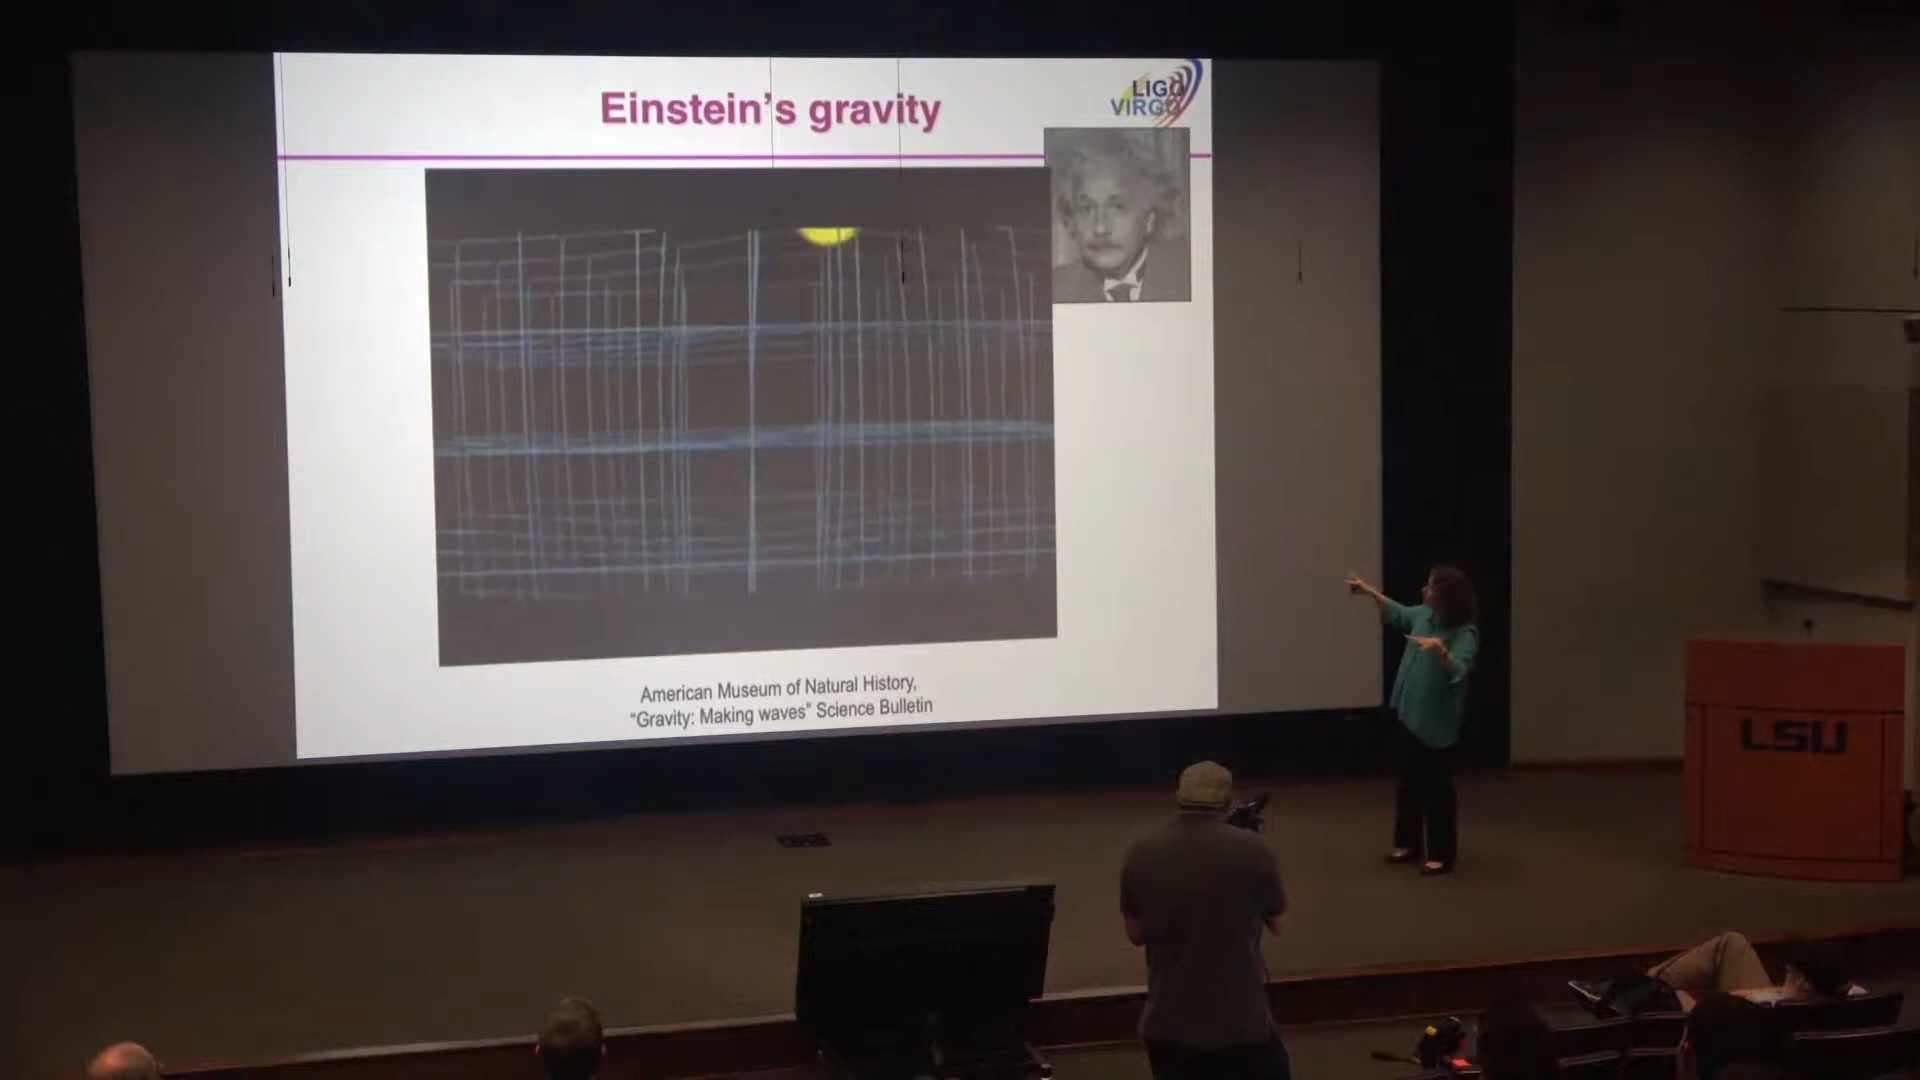 Einstein's gravity
LIGO
VIRGO
American Museum of Natural History,
"Gravity: Making waves" Science Bulletin
LSU